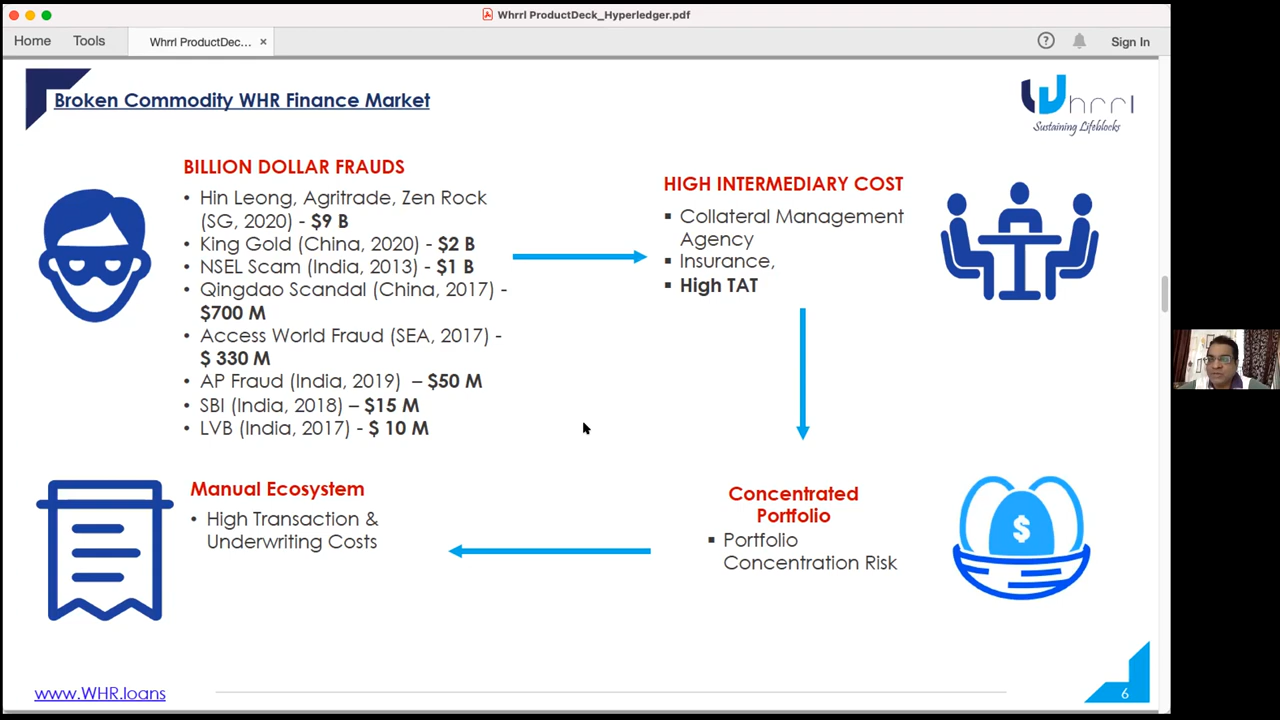 Whrrl ProductDeck_Hyperledger.pdf
Home Tools Whrrl ProductDec... × ? Sign In
Broken Commodity WHR Finance Market
Whrrl
Sustaining Lifeblocks
BILLION DOLLAR FRAUDS
• Hin Leong, Agritrade, Zen Rock
(SG, 2020) - $9 B
• King Gold (China, 2020) - $2 B
• NSEL Scam (India, 2013) - $1 B
• Qingdao Scandal (China, 2017) -
$700 M
• Access World Fraud (SEA, 2017) -
$ 330 M
• AP Fraud (India, 2019) – $50 M
• SBI (India, 2018) – $15 M
• LVB (India, 2017) - $ 10 M
HIGH INTERMEDIARY COST
▪ Collateral Management
Agency
▪ Insurance,
▪ High TAT
Manual Ecosystem
• High Transaction &
Underwriting Costs
Concentrated
Portfolio
▪ Portfolio
Concentration Risk
$
www.WHR.loans
6